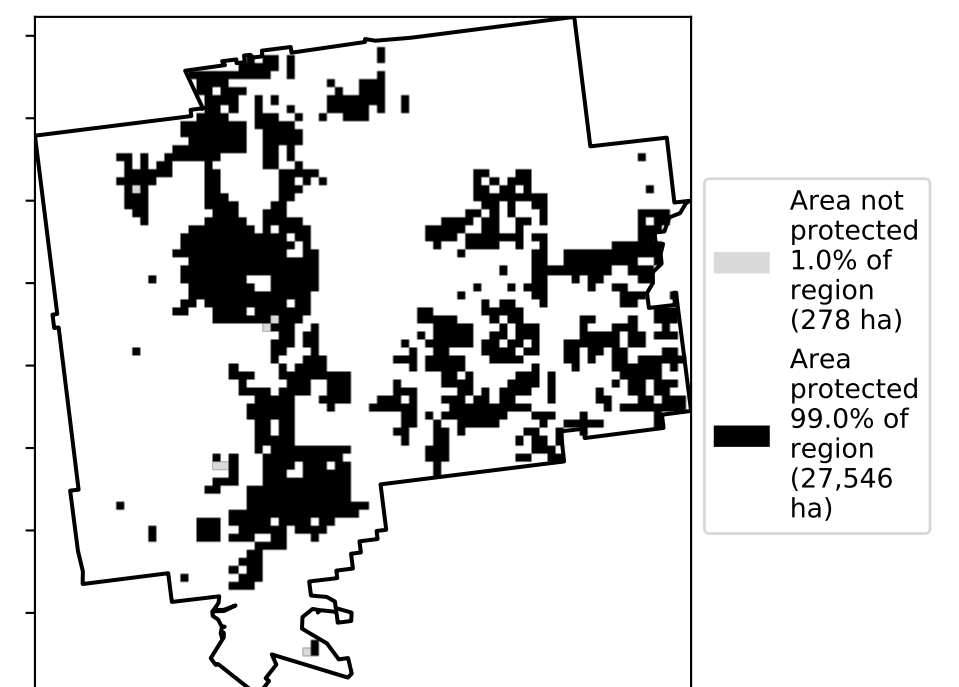 Area not
protected
1.0% of
region
(278 ha)
Area
protected
99.0% of
region
(27,546
ha)